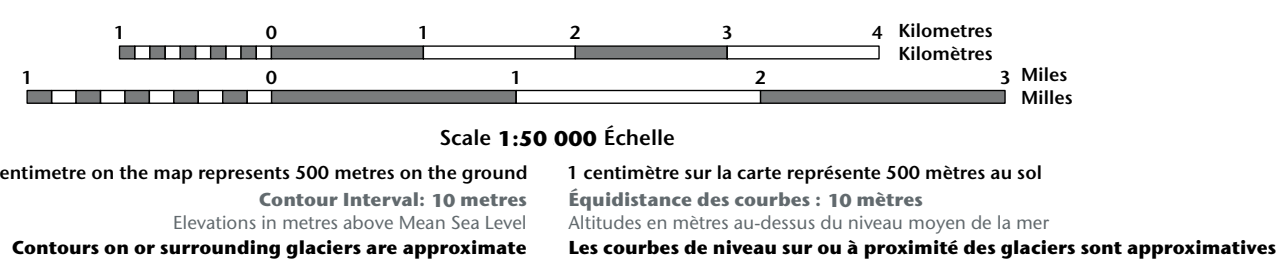 1 0 1 2 3 4 Kilometres
Kilomètres
1 0 1 2 3 Miles
Milles
Scale 1:50 000 Échelle
entimetre on the map represents 500 metres on the ground
1 centimètre sur la carte représente 500 mètres au sol
Contour Interval: 10 metres
Équidistance des courbes : 10 mètres
Elevations in metres above Mean Sea Level
Altitudes en mètres au-dessus du niveau moyen de la mer
Contours on or surrounding glaciers are approximate
Les courbes de niveau sur ou à proximité des glaciers sont approximatives